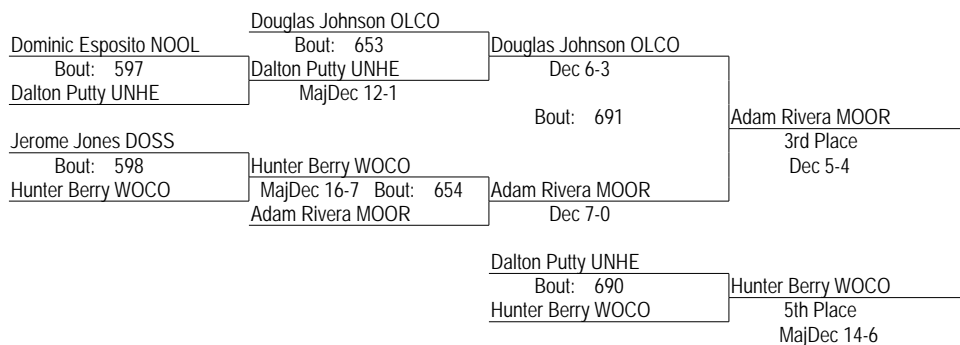 Douglas Johnson OLCO
Dominic Esposito NOOL
Bout: 653
Douglas Johnson OLCO
Bout: 597
Dalton Putty UNHE
Dec 6-3
Dalton Putty UNHE
MajDec 12-1
Bout: 691
Adam Rivera MOOR
Jerome Jones DOSS
3rd Place
Bout: 598
Hunter Berry WOCO
Dec 5-4
Hunter Berry WOCO
MajDec 16-7 Bout: 654
Adam Rivera MOOR
Adam Rivera MOOR
Dec 7-0
Dalton Putty UNHE
Bout: 690
Hunter Berry WOCO
Hunter Berry WOCO
5th Place
MajDec 14-6